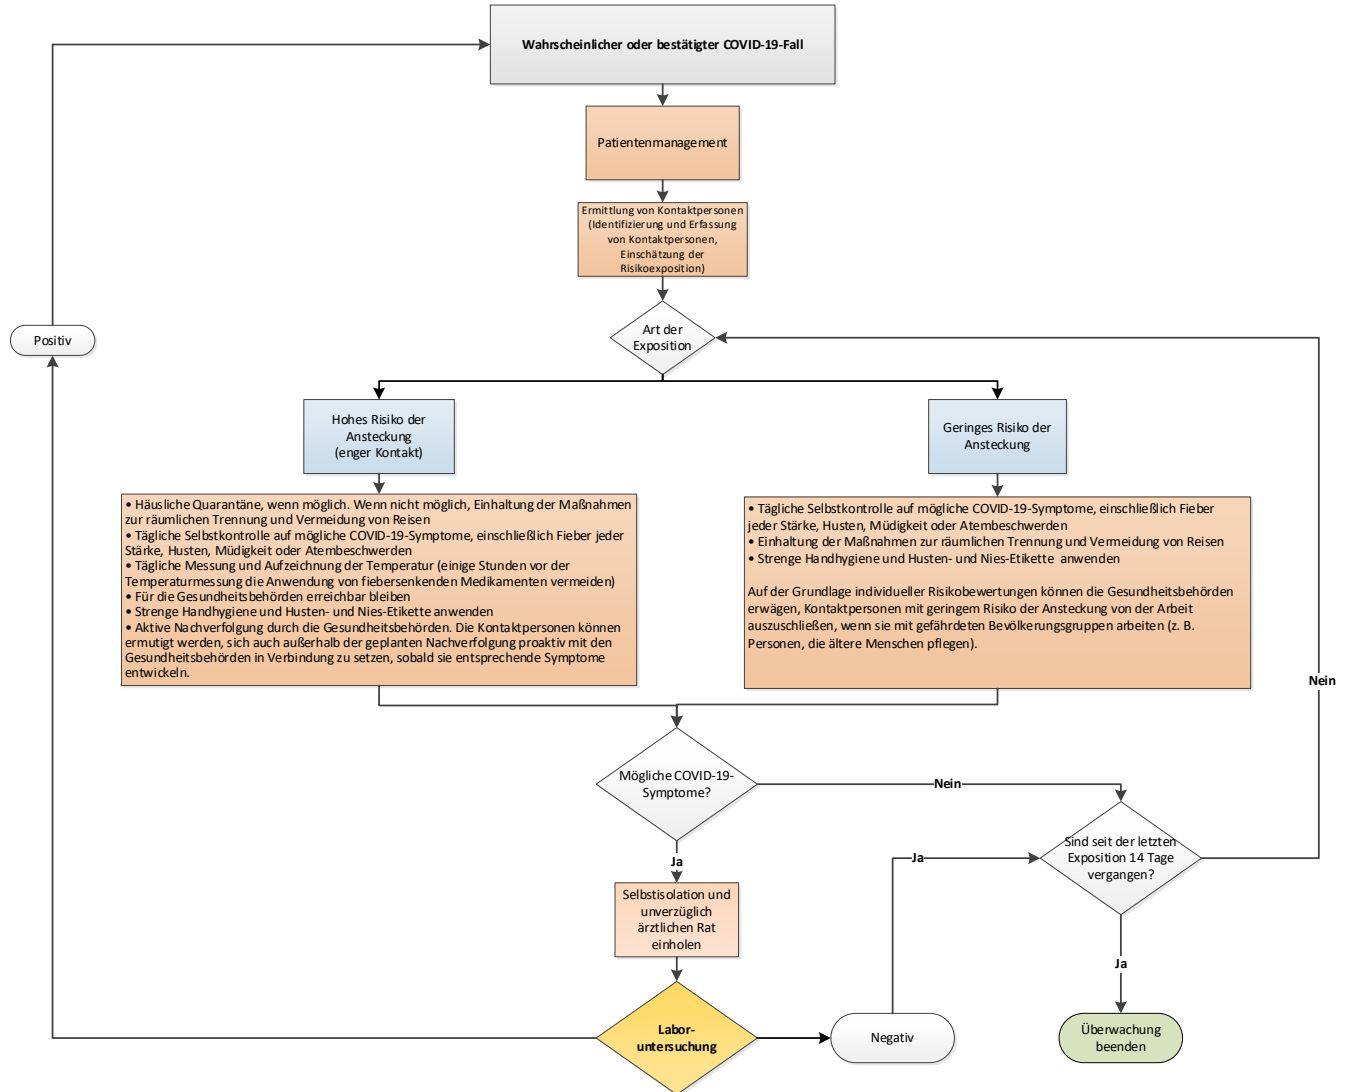 Wahrscheinlicher oder bestätigter COVID-19-Fall
Patientenmanagement
Ermittlung von Kontaktpersonen
(Identifizierung und Erfassung
von Kontaktpersonen,
Einschätzung der
Risikoexposition)
Positiv
Art der
Exposition
Hohes Risiko der
Ansteckung
(enger Kontakt)
Geringes Risiko der
Ansteckung
• Häusliche Quarantäne, wenn möglich. Wenn nicht möglich, Einhaltung der Maßnahmen
zur räumlichen Trennung und Vermeidung von Reisen
• Tägliche Selbstkontrolle auf mögliche COVID-19-Symptome, einschließlich Fieber jeder
Stärke, Husten, Müdigkeit oder Atembeschwerden
• Tägliche Messung und Aufzeichnung der Temperatur (einige Stunden vor der
Temperaturmessung die Anwendung von fiebersenkenden Medikamenten vermeiden)
• Für die Gesundheitsbehörden erreichbar bleiben
• Strenge Handhygiene und Husten- und Nies-Etikette anwenden
• Aktive Nachverfolgung durch die Gesundheitsbehörden. Die Kontaktpersonen können
ermutigt werden, sich auch außerhalb der geplanten Nachverfolgung proaktiv mit den
Gesundheitsbehörden in Verbindung zu setzen, sobald sie entsprechende Symptome
entwickeln.
• Tägliche Selbstkontrolle auf mögliche COVID-19-Symptome, einschließlich Fieber
jeder Stärke, Husten, Müdigkeit oder Atembeschwerden
• Einhaltung der Maßnahmen zur räumlichen Trennung und Vermeidung von Reisen
• Strenge Handhygiene und Husten- und Nies-Etikette anwenden
Auf der Grundlage individueller Risikobewertungen können die Gesundheitsbehörden
erwägen, Kontaktpersonen mit geringem Risiko der Ansteckung von der Arbeit
auszuschließen, wenn sie mit gefährdeten Bevölkerungsgruppen arbeiten (z. B.
Personen, die ältere Menschen pflegen).
Nein
Mögliche COVID-19-
Symptome?
Nein
Sind seit der letzten
Exposition 14 Tage
vergangen?
Ja
Ja
Selbstisolation und
unverzüglich
ärztlichen Rat
einholen
Ja
Labor-
untersuchung
Negativ
Überwachung
beenden